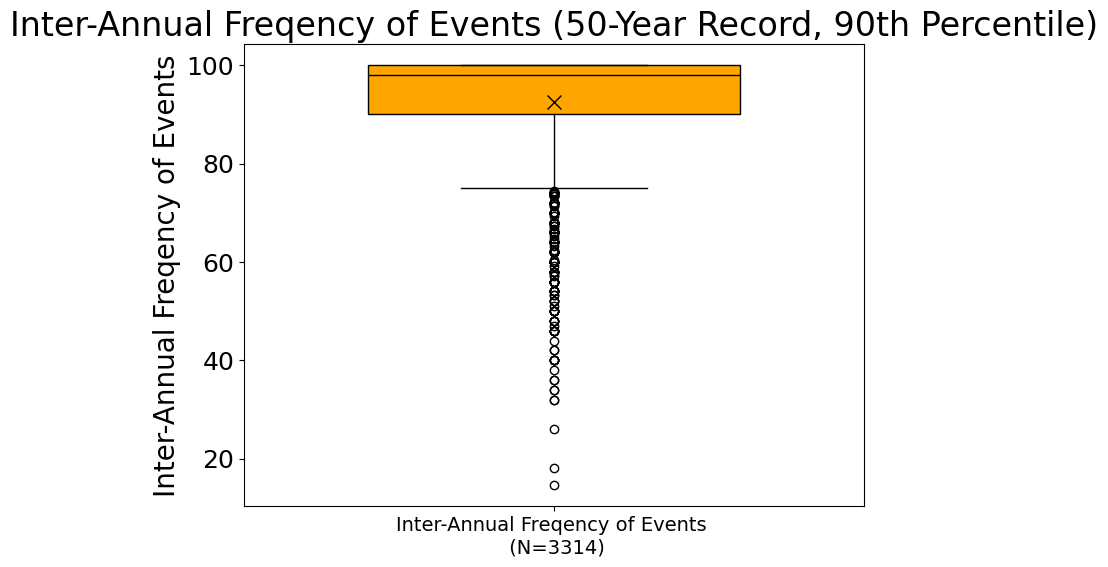 Inter-Annual Freqency of Events (50-Year Record, 90th Percentile)
Inter-Annual Freqency of Events
100
80
60
40
20
Inter-Annual Freqency of Events
(N=3314)